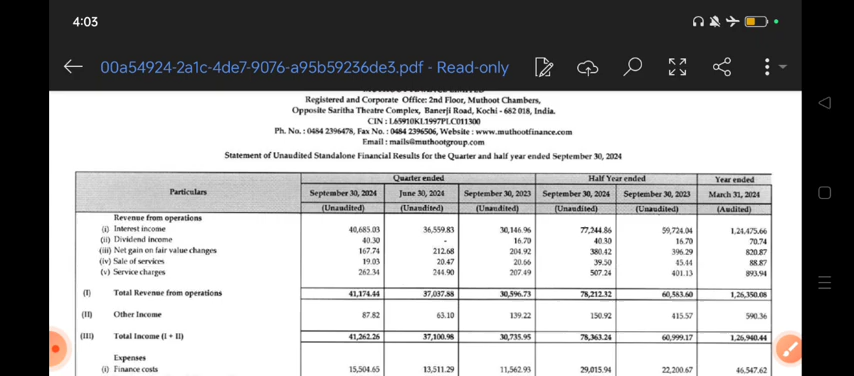 4:03
00a54924-2a1c-4de7-9076-a95b59236de3.pdf - Read-only
Registered and Corporate Office: 2nd Floor, Muthoot Chambers,
Opposite Saritha Theatre Complex, Banerji Road, Kochi - 682 018, India.
CIN : L65910KL1997PLC011300
Ph. No. : 0484 2396478, Fax No. : 0484 2396506, Website : www.muthootfinance.com
Email : mails@muthootgroup.com
Statement of Unaudited Standalone Financial Results for the Quarter and half year ended September 30, 2024
Quarter ended Half Year ended Year ended
Particulars September 30, 2024 June 30, 2024 September 30, 2023 September 30, 2024 September 30, 2023 March 31, 2024
(Unaudited) (Unaudited) (Unaudited) (Unaudited) (Unaudited) (Audited)
Revenue from operations
(i) Interest income 40,685.03 36,559.83 30,146.96 77,244.86 59,724.04 1,24,475.66
(ii) Dividend income 40.30 - 16.70 40.30 16.70 70.74
(iii) Net gain on fair value changes 167.74 212.68 204.92 380.42 396.29 820.87
(iv) Sale of services 19.03 20.47 20.66 39.50 45.44 88.87
(v) Service charges 262.34 244.90 207.49 507.24 401.13 893.94
(I) Total Revenue from operations 41,174.44 37,037.88 30,596.73 78,212.32 60,583.60 1,26,350.08
(II) Other Income 87.82 63.10 139.22 150.92 415.57 590.36
(III) Total Income (I + II) 41,262.26 37,100.98 30,735.95 78,363.24 60,999.17 1,26,940.44
Expenses
(i) Finance costs 15,504.65 13,511.29 11,562.93 29,015.94 22,200.67 46,547.62